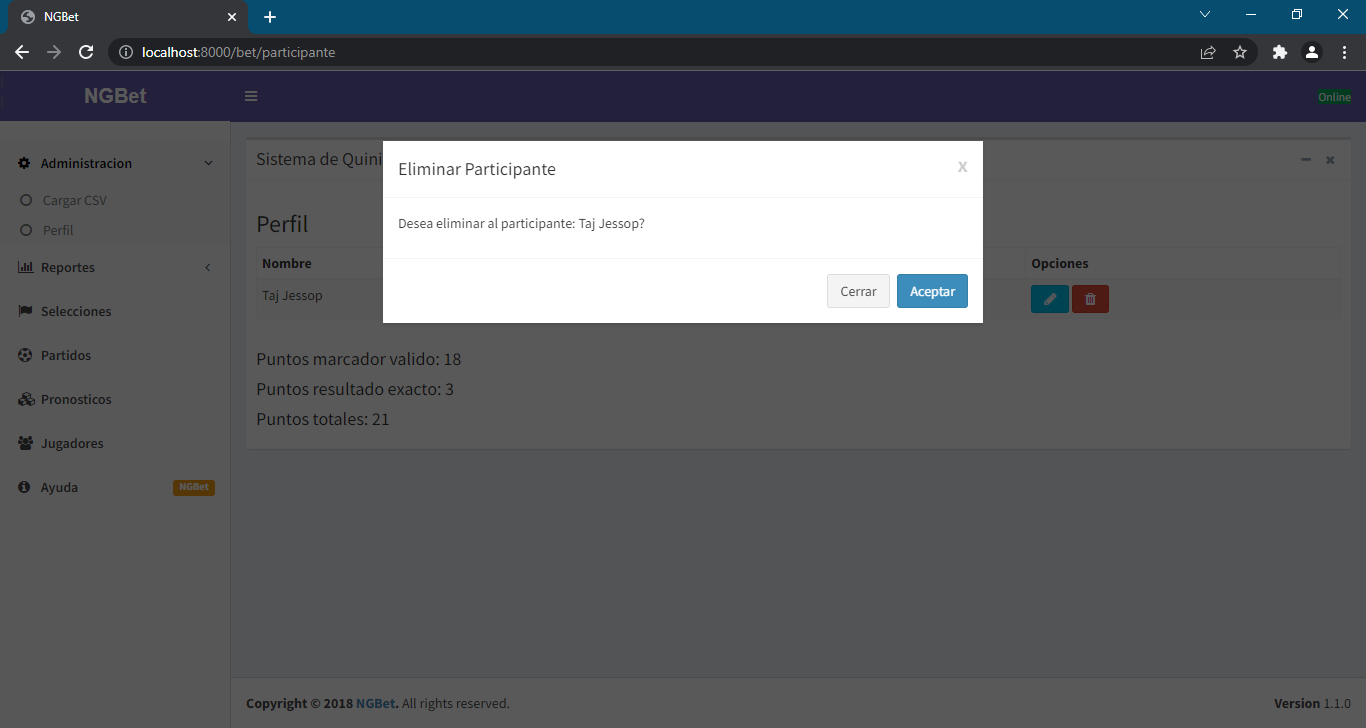 NGBet
localhost:8000/bet/participante
NGBet
Online
Administracion
Cargar CSV
Perfil
Reportes
Selecciones
Partidos
Pronosticos
Jugadores
Ayuda NGBet
Sistema de Quini
Eliminar Participante x
Desea eliminar al participante: Taj Jessop?
Cerrar Aceptar
Perfil
Nombre Opciones
Taj Jessop
Puntos marcador valido: 18
Puntos resultado exacto: 3
Puntos totales: 21
Copyright © 2018 NGBet. All rights reserved. Version 1.1.0